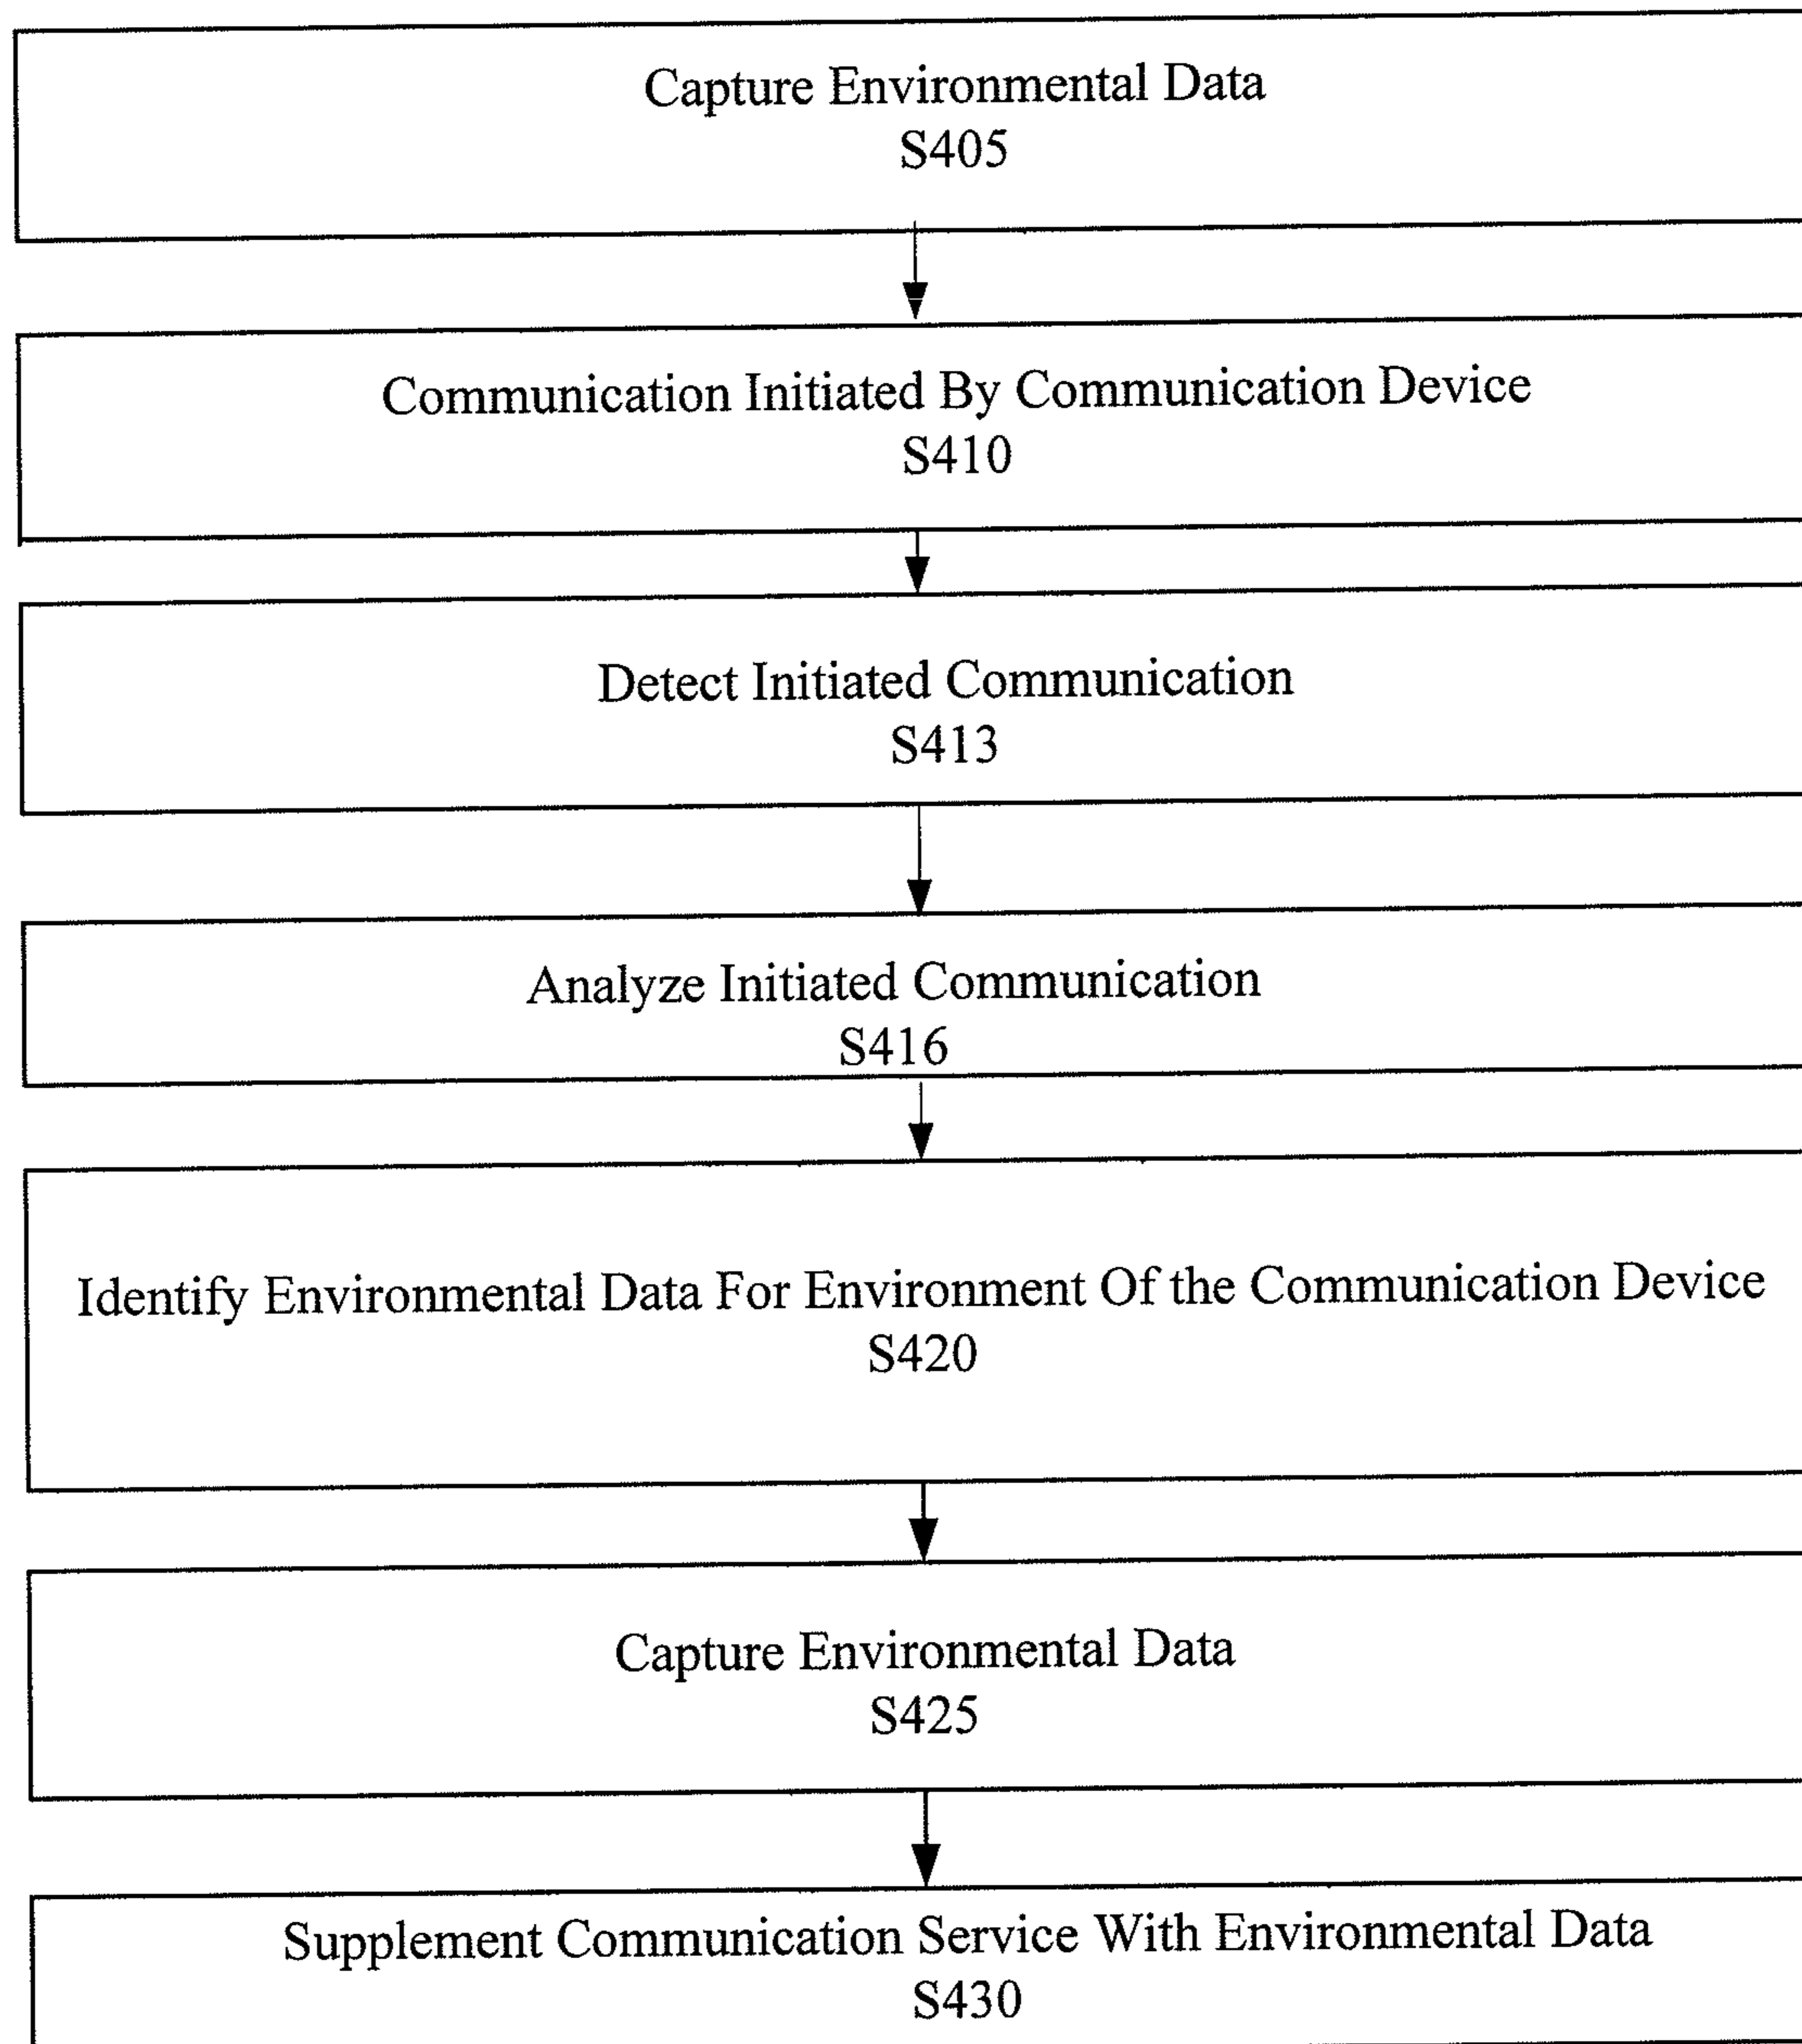 Capture Environmental Data
S405
Communication Initiated By Communication Device
S410
Detect Initiated Communication
S413
Analyze Initiated Communication
S416
Identify Environmental Data For Environment Of the Communication Device
S420
Capture Environmental Data
S425
Supplement Communication Service With Environmental Data
S430